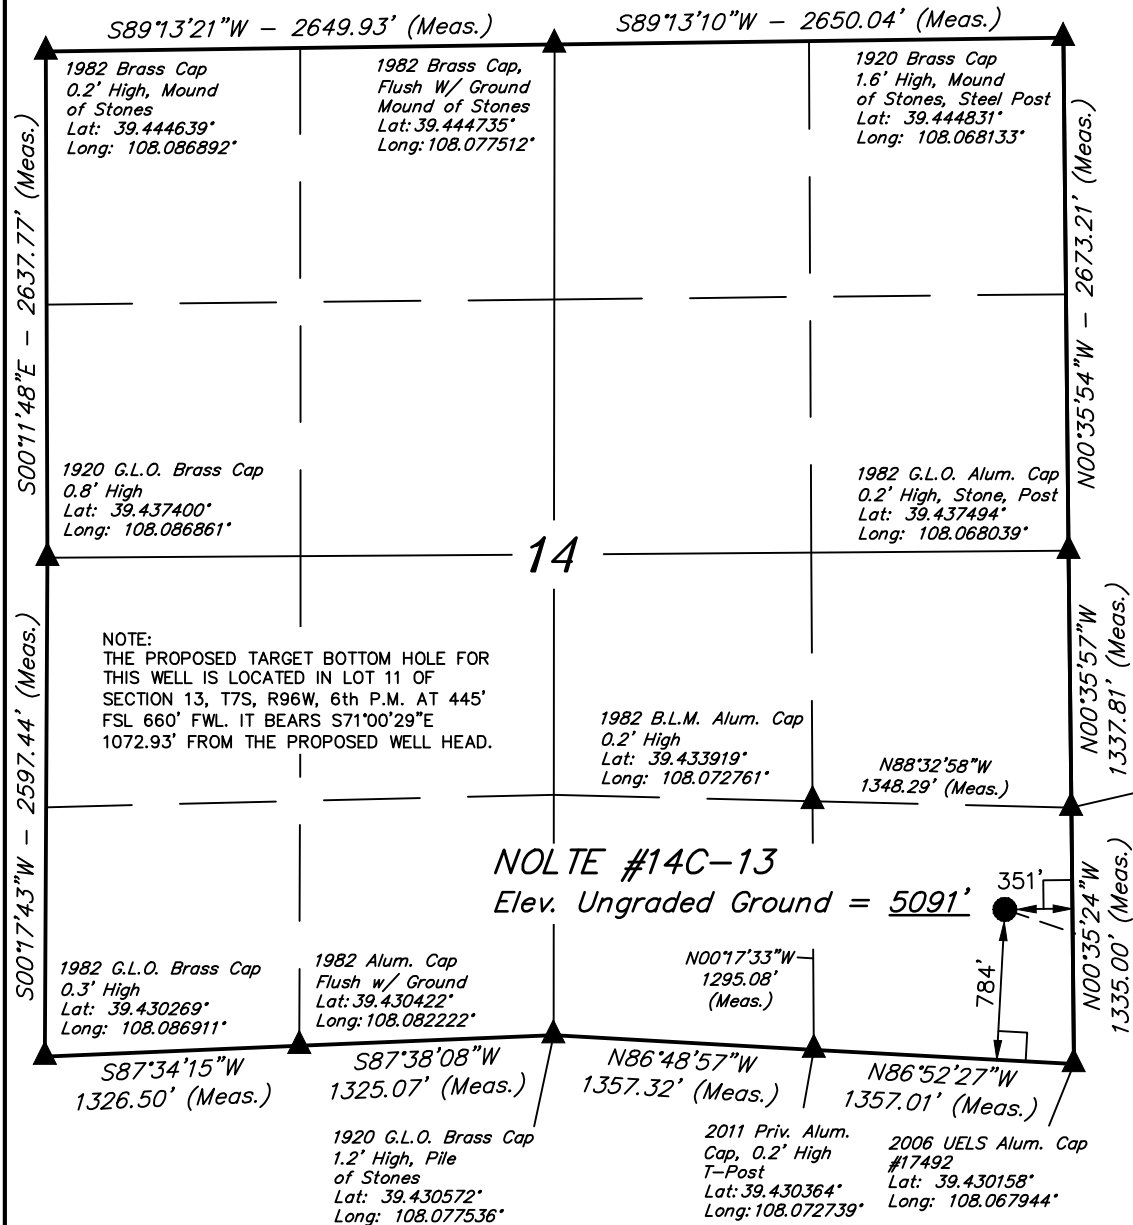 S89°13'21"W - 2649.93' (Meas.)
S89°13'10"W - 2650.04' (Meas.)
1982 Brass Cap
0.2' High, Mound
of Stones
Lat: 39.444639°
Long: 108.086892°
1982 Brass Cap,
Flush W/ Ground
Mound of Stones
Lat: 39.444735°
Long: 108.077512°
1920 Brass Cap
1.6' High, Mound
of Stones, Steel Post
Lat: 39.444831°
Long: 108.068133°
S00°11'48"E - 2637.77' (Meas.)
N00°35'54"W - 2673.21' (Meas.)
1920 G.L.O. Brass Cap
0.8' High
Lat: 39.437400°
Long: 108.086861°
1982 G.L.O. Alum. Cap
0.2' High, Stone, Post
Lat: 39.437494°
Long: 108.068039°
14
NOTE:
THE PROPOSED TARGET BOTTOM HOLE FOR
THIS WELL IS LOCATED IN LOT 11 OF
SECTION 13, T7S, R96W, 6th P.M. AT 445'
FSL 660' FWL. IT BEARS S71°00'29"E
1072.93' FROM THE PROPOSED WELL HEAD.
S00°17'43"W - 2597.44' (Meas.)
N00°35'57"W
1337.81' (Meas.)
1982 B.L.M. Alum. Cap
0.2' High
Lat: 39.433919°
Long: 108.072761°
N88°32'58"W
1348.29' (Meas.)
NOLTE #14C-13
Elev. Ungraded Ground = 5091'
351'
784'
N00°35'24"W
1335.00' (Meas.)
N00°17'33"W
1295.08'
(Meas.)
1982 G.L.O. Brass Cap
0.3' High
Lat: 39.430269°
Long: 108.086911°
1982 Alum. Cap
Flush w/ Ground
Lat: 39.430422°
Long: 108.082222°
S87°34'15"W
1326.50' (Meas.)
S87°38'08"W
1325.07' (Meas.)
N86°48'57"W
1357.32' (Meas.)
N86°52'27"W
1357.01' (Meas.)
1920 G.L.O. Brass Cap
1.2' High, Pile
of Stones
Lat: 39.430572°
Long: 108.077536°
2011 Priv. Alum.
Cap, 0.2' High
T-Post
Lat: 39.430364°
Long: 108.072739°
2006 UELS Alum. Cap
#17492
Lat: 39.430158°
Long: 108.067944°